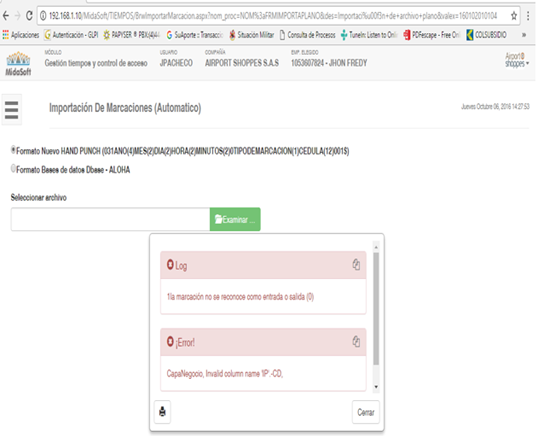 192.168.1.10/MidaSoft/TIEMPOS/BrwImportarMarcacion.aspx?nom_proc=NOM%3aFRMIMPORTAPLANO&des=Importaci%u00f3n+de+archivo+plano&valex=160102010104
Aplicaciones Autenticación - GLPI PAPYSER ® PBX(4)44 Soporte :: Transacció Situación Militar Consulta de Procesos TuneIn: Listen to Onli PDFescape - Free Onl COLSUBSIDIO »
MidaSoft
MÓDULO USUARIO COMPAÑÍA EMP. ELEGIDO
Gestión tiempos y control de acceso JPACHECO AIRPORT SHOPPES S.A.S 1053607824 - JHON FREDY
Airport®
shoppes
Importación De Marcaciones (Automatico)
Jueves Octubre 06, 2016 14:27:53
Formato Nuevo HAND PUNCH (031ANO(4)MES(2)DIA(2)HORA(2)MINUTOS(2)0TIPODEMARCACION(1)CEDULA(12)001$)
Formato Bases de datos Dbase - ALOHA
Seleccionar archivo
Examinar ...
Log
1la marcación no se reconoce como entrada o salida (0)
¡Error!
CapaNegocio, Invalid column name 'IP'.-CD,
Cerrar